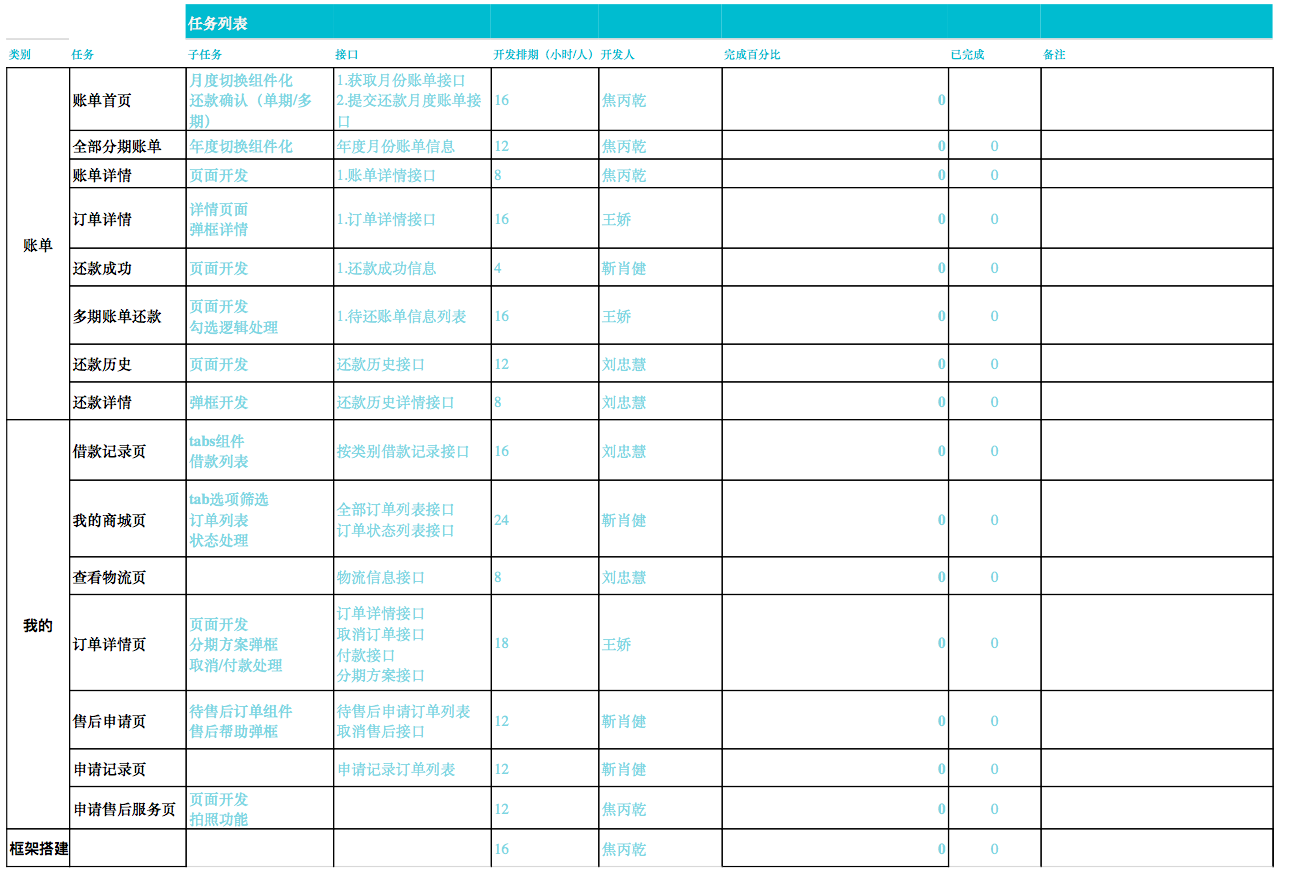 任务列表
类别 任务 子任务 接口 开发排期（小时/人） 开发人 完成百分比 已完成 备注
账单
账单首页
月度切换组件化
还款确认（单期/多
期）
1.获取月份账单接口
2.提交还款月度账单接
口
16 焦丙乾 0
全部分期账单 年度切换组件化 年度月份账单信息 12 焦丙乾 0 0
账单详情 页面开发 1.账单详情接口 8 焦丙乾 0 0
订单详情
详情页面
弹框详情
1.订单详情接口 16 王娇 0 0
还款成功 页面开发 1.还款成功信息 4 靳肖健 0 0
多期账单还款
页面开发
勾选逻辑处理
1.待还账单信息列表 16 王娇 0 0
还款历史 页面开发 还款历史接口 12 刘忠慧 0 0
还款详情 弹框开发 还款历史详情接口 8 刘忠慧 0 0
我的
借款记录页
tabs组件
借款列表
按类别借款记录接口 16 刘忠慧 0 0
我的商城页
tab选项筛选
订单列表
状态处理
全部订单列表接口
订单状态列表接口
24 靳肖健 0 0
查看物流页 物流信息接口 8 刘忠慧 0 0
订单详情页
页面开发
分期方案弹框
取消/付款处理
订单详情接口
取消订单接口
付款接口
分期方案接口
18 王娇 0 0
售后申请页
待售后订单组件
售后帮助弹框
待售后申请订单列表
取消售后接口
12 靳肖健 0 0
申请记录页 申请记录订单列表 12 靳肖健 0 0
申请售后服务页
页面开发
拍照功能
12 焦丙乾 0 0
框架搭建 16 焦丙乾 0 0